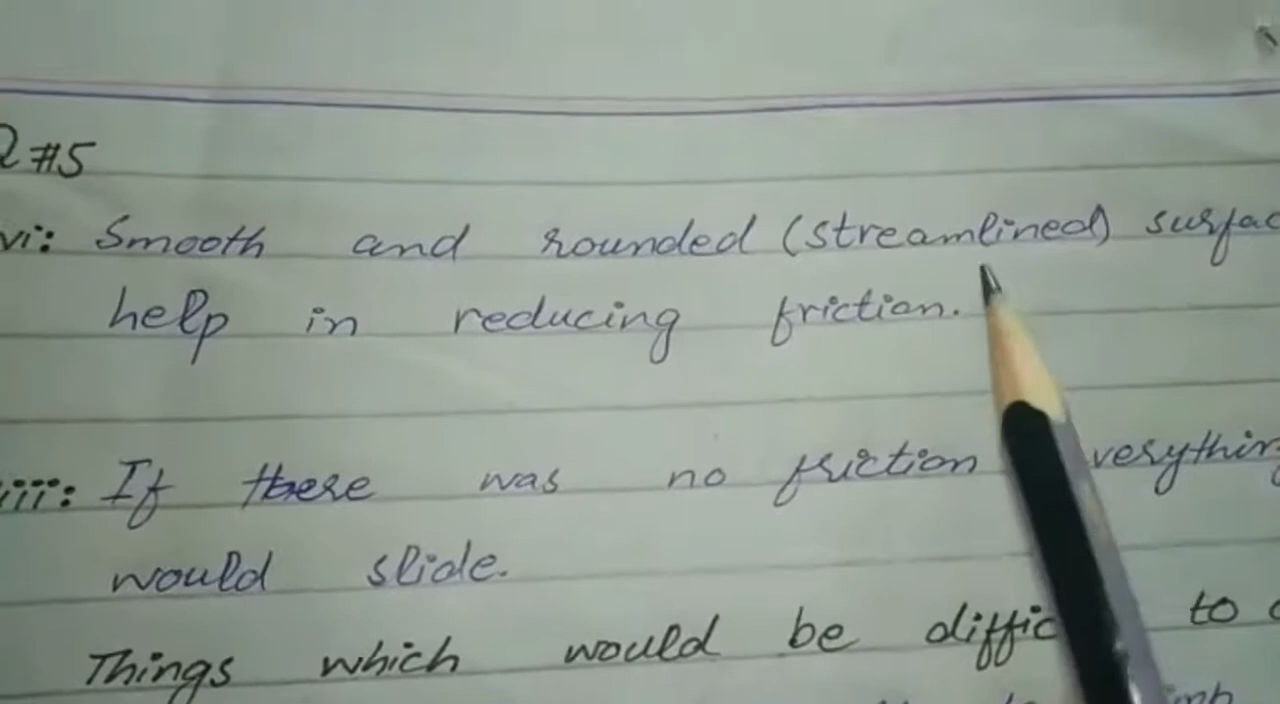 Q#5
vi: Smooth and rounded (streamlined) surfac
help in reducing friction.
iii: If there was no friction verythin
would slide.
Things which would be diffic to